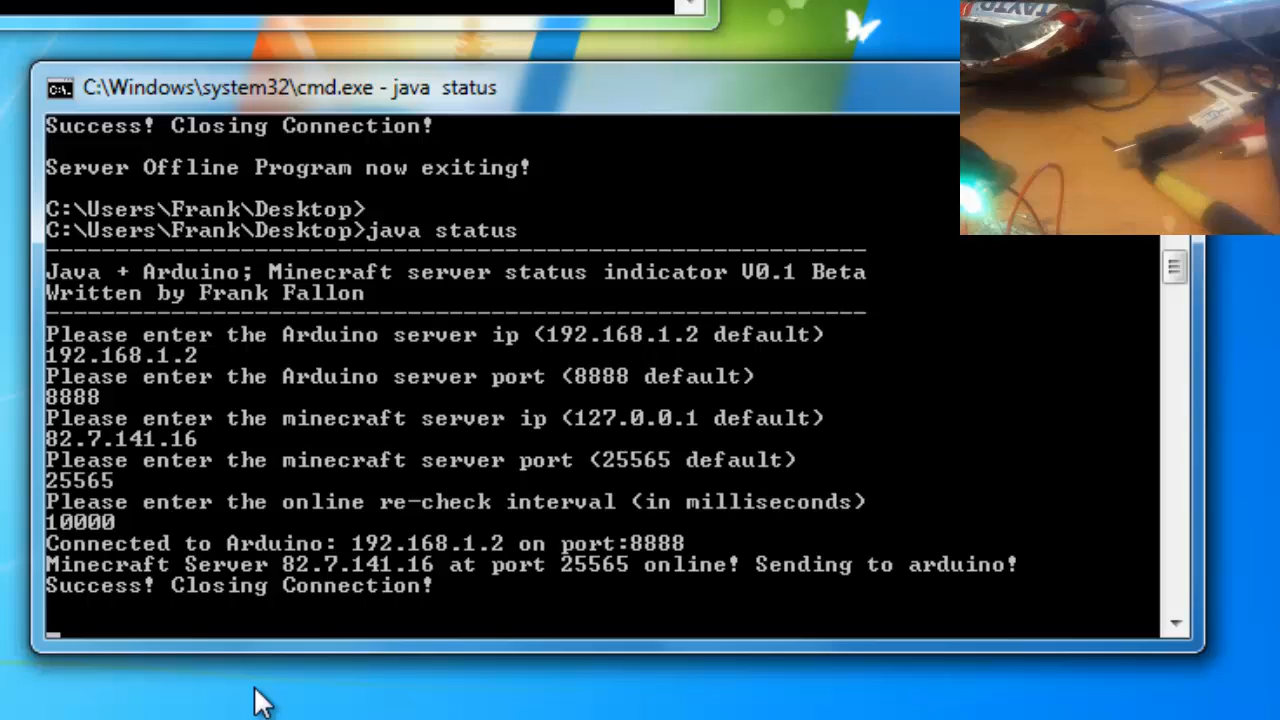 TAYTO
C:\Windows\system32\cmd.exe - java  status
Success! Closing Connection!
Server Offline Program now exiting!
C:\Users\Frank\Desktop>
C:\Users\Frank\Desktop>java status
-----------------------------------------------------------
Java + Arduino; Minecraft server status indicator V0.1 Beta
Written by Frank Fallon
-----------------------------------------------------------
Please enter the Arduino server ip (192.168.1.2 default)
192.168.1.2
Please enter the Arduino server port (8888 default)
8888
Please enter the minecraft server ip (127.0.0.1 default)
82.7.141.16
Please enter the minecraft server port (25565 default)
25565
Please enter the online re-check interval (in milliseconds)
10000
Connected to Arduino: 192.168.1.2 on port:8888
Minecraft Server 82.7.141.16 at port 25565 online! Sending to arduino!
Success! Closing Connection!